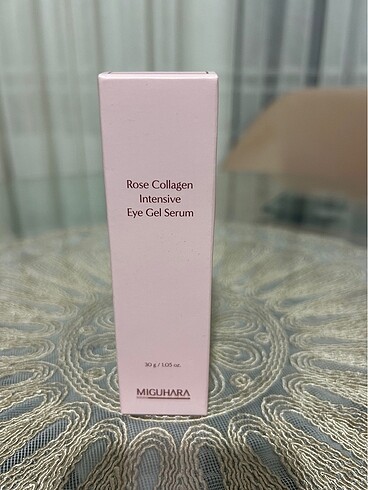 Rose Collagen
Intensive
Eye Gel Serum
30 g / 1.05 oz.
MIGUHARA